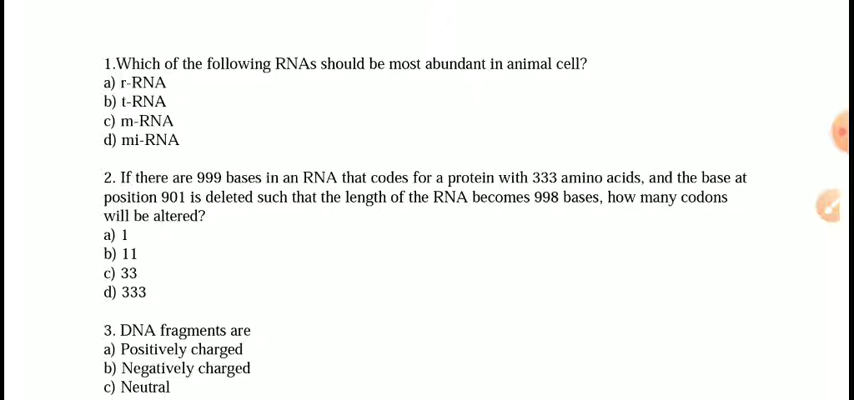 1.Which of the following RNAs should be most abundant in animal cell?
a) r-RNA
b) t-RNA
c) m-RNA
d) mi-RNA
2. If there are 999 bases in an RNA that codes for a protein with 333 amino acids, and the base at
position 901 is deleted such that the length of the RNA becomes 998 bases, how many codons
will be altered?
a) 1
b) 11
c) 33
d) 333
3. DNA fragments are
a) Positively charged
b) Negatively charged
c) Neutral